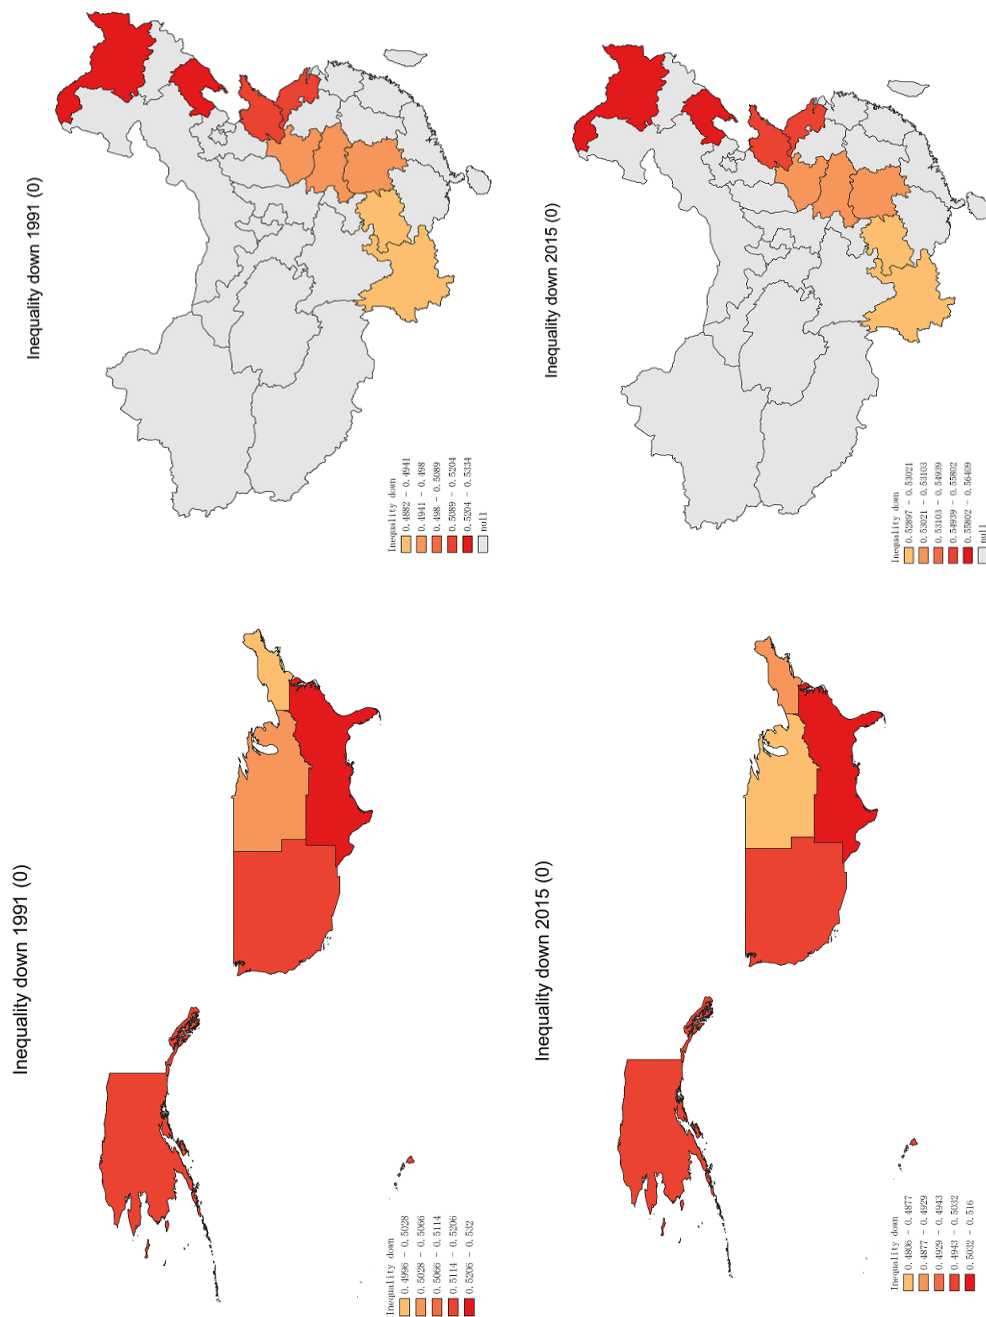 Inequality down 1991 (0)
Inequality down
0.4996 - 0.5028
0.5028 - 0.5066
0.5066 - 0.5114
0.5114 - 0.5206
0.5206 - 0.532
Inequality down 1991 (0)
Inequality down
0.4882 - 0.4941
0.4941 - 0.498
0.498 - 0.5089
0.5089 - 0.5204
0.5204 - 0.5334
null
Inequality down 2015 (0)
Inequality down
0.4806 - 0.4877
0.4877 - 0.4929
0.4929 - 0.4943
0.4943 - 0.5032
0.5032 - 0.516
Inequality down 2015 (0)
Inequality down
0.52897 - 0.53021
0.53021 - 0.53103
0.53103 - 0.54939
0.54939 - 0.55802
0.55802 - 0.56409
null